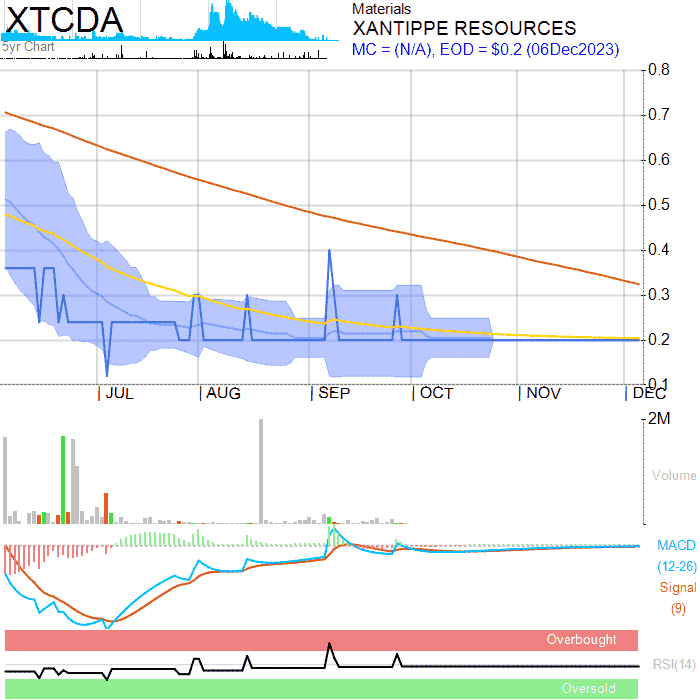 XTCDA
5yr Chart
Materials
XANTIPPE RESOURCES
MC = (N/A), EOD = $0.2 (06Dec2023)
0.8
0.7
0.6
0.5
0.4
0.3
0.2
0.1
JUL AUG SEP OCT NOV DEC
2M
Volume
MACD
(12-26)
Signal
(9)
Overbought
RSI(14)
Oversold